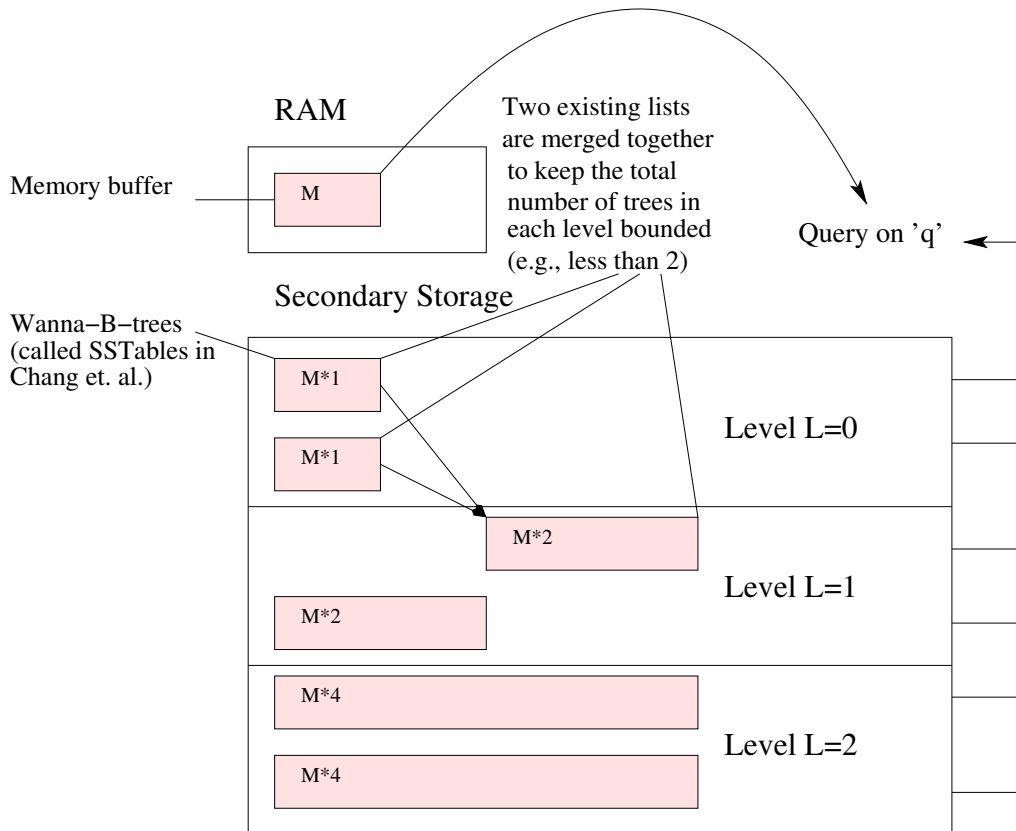 RAM
Two existing lists
are merged together
to keep the total
number of trees in
each level bounded
(e.g., less than 2)
Memory buffer
M
Query on ’q’
Secondary Storage
Wanna−B−trees
(called SSTables in
Chang et. al.)
M*1
M*1
Level L=0
M*2
M*2
Level L=1
M*4
M*4
Level L=2